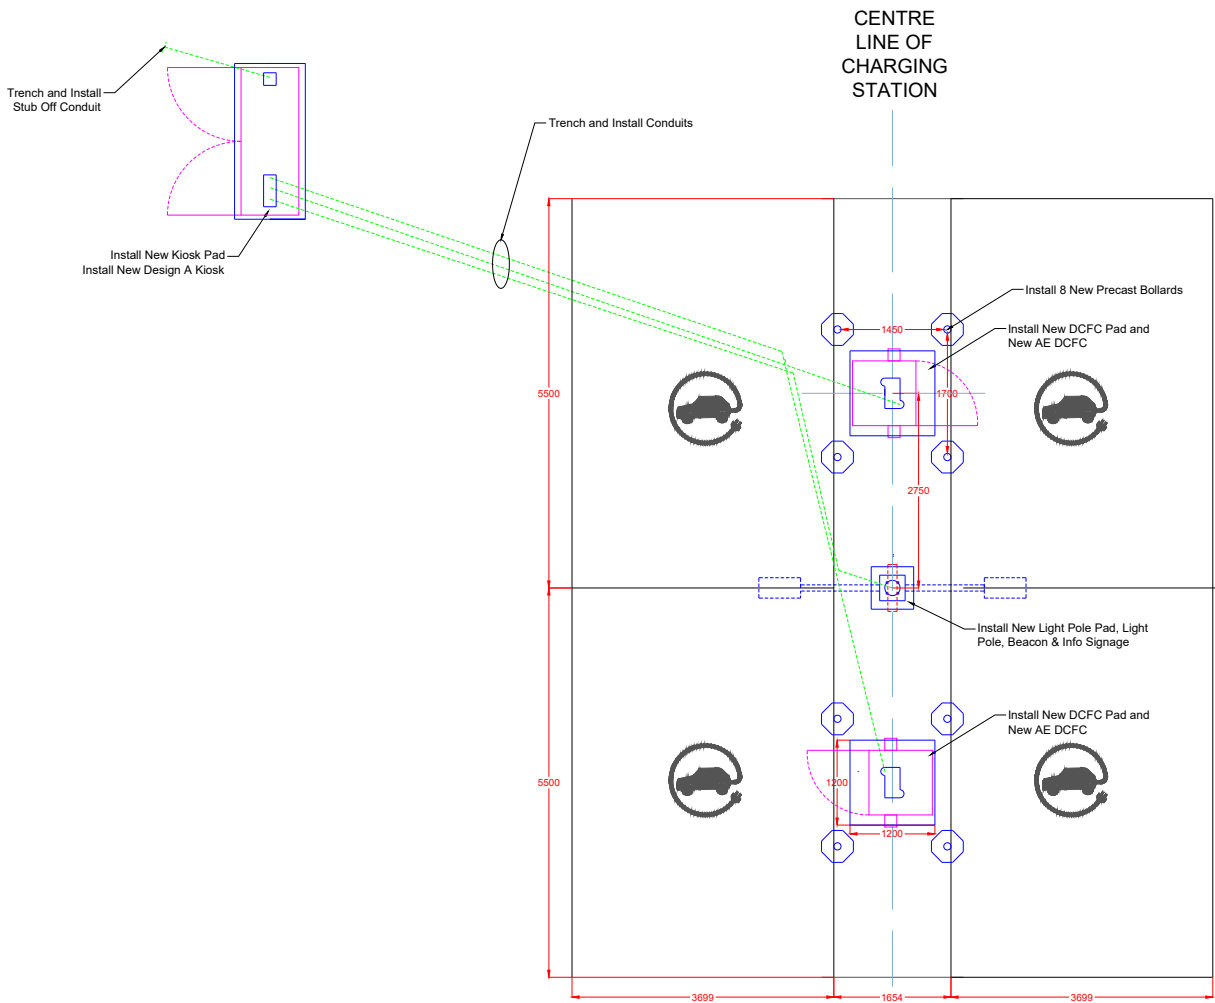 CENTRE
LINE OF
CHARGING
STATION
Trench and Install
Stub Off Conduit
Trench and Install Conduits
Install New Kiosk Pad
Install New Design A Kiosk
Install 8 New Precast Bollards
1450
Install New DCFC Pad and
New AE DCFC
5500
1700
2750
Install New Light Pole Pad, Light
Pole, Beacon & Info Signage
Install New DCFC Pad and
New AE DCFC
5500
1200
1200
3699
1654
3699